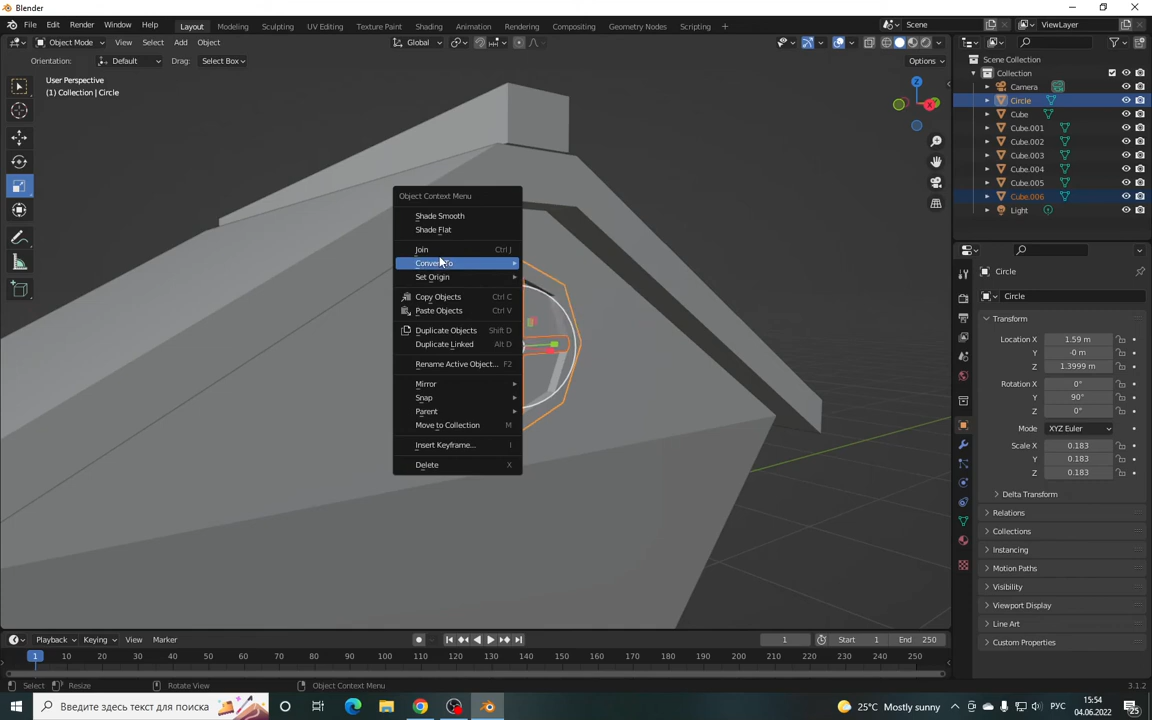 Blender
File Edit Render Window Help Layout Modeling Sculpting UV Editing Texture Paint Shading Animation Rendering Compositing Geometry Nodes Scripting + Scene ViewLayer
Object Mode View Select Add Object Global
Orientation: Default Drag: Select Box Options
User Perspective
(1) Collection | Circle
Object Context Menu
Shade Smooth
Shade Flat
Join Ctrl J
Convert To
Set Origin
Copy Objects Ctrl C
Paste Objects Ctrl V
Duplicate Objects Shift D
Duplicate Linked Alt D
Rename Active Object... F2
Mirror
Snap
Parent
Move to Collection M
Insert Keyframe... I
Delete X
Scene Collection
Collection
Camera
Circle
Cube
Cube.001
Cube.002
Cube.003
Cube.004
Cube.005
Cube.006
Light
Circle
Circle
Transform
Location X 1.59 m
Y -0 m
Z 1.3999 m
Rotation X 0°
Y 90°
Z 0°
Mode XYZ Euler
Scale X 0.183
Y 0.183
Z 0.183
Delta Transform
Relations
Collections
Instancing
Motion Paths
Visibility
Viewport Display
Line Art
Custom Properties
Playback Keying View Marker 1 Start 1 End 250
1 10 20 30 40 50 60 70 80 90 100 110 120 130 140 150 160 170 180 190 200 210 220 230 240 250
Select Resize Rotate View Object Context Menu 3.1.2
Введите здесь текст для поиска 25°C Mostly sunny РУС 15:54
04.06.2022 25